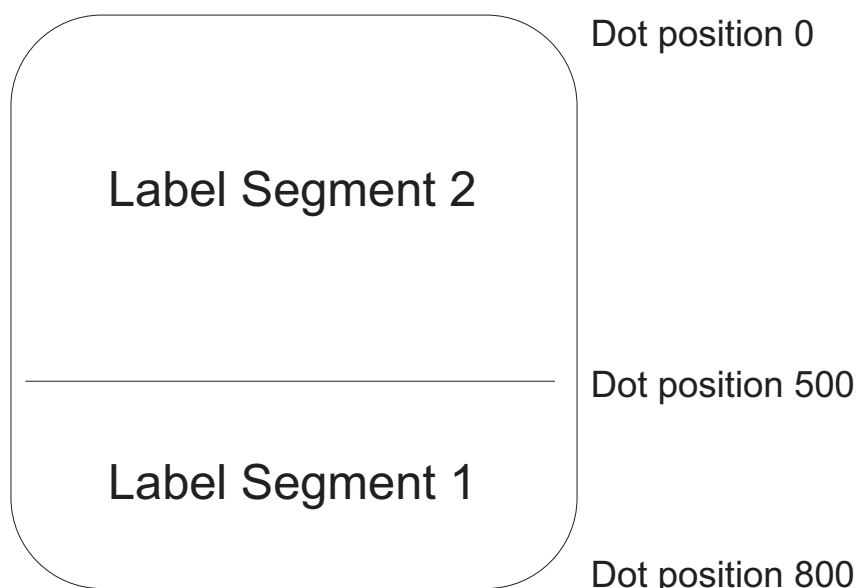 Dot position 0
Label Segment 2
Dot position 500
Label Segment 1
Dot position 800